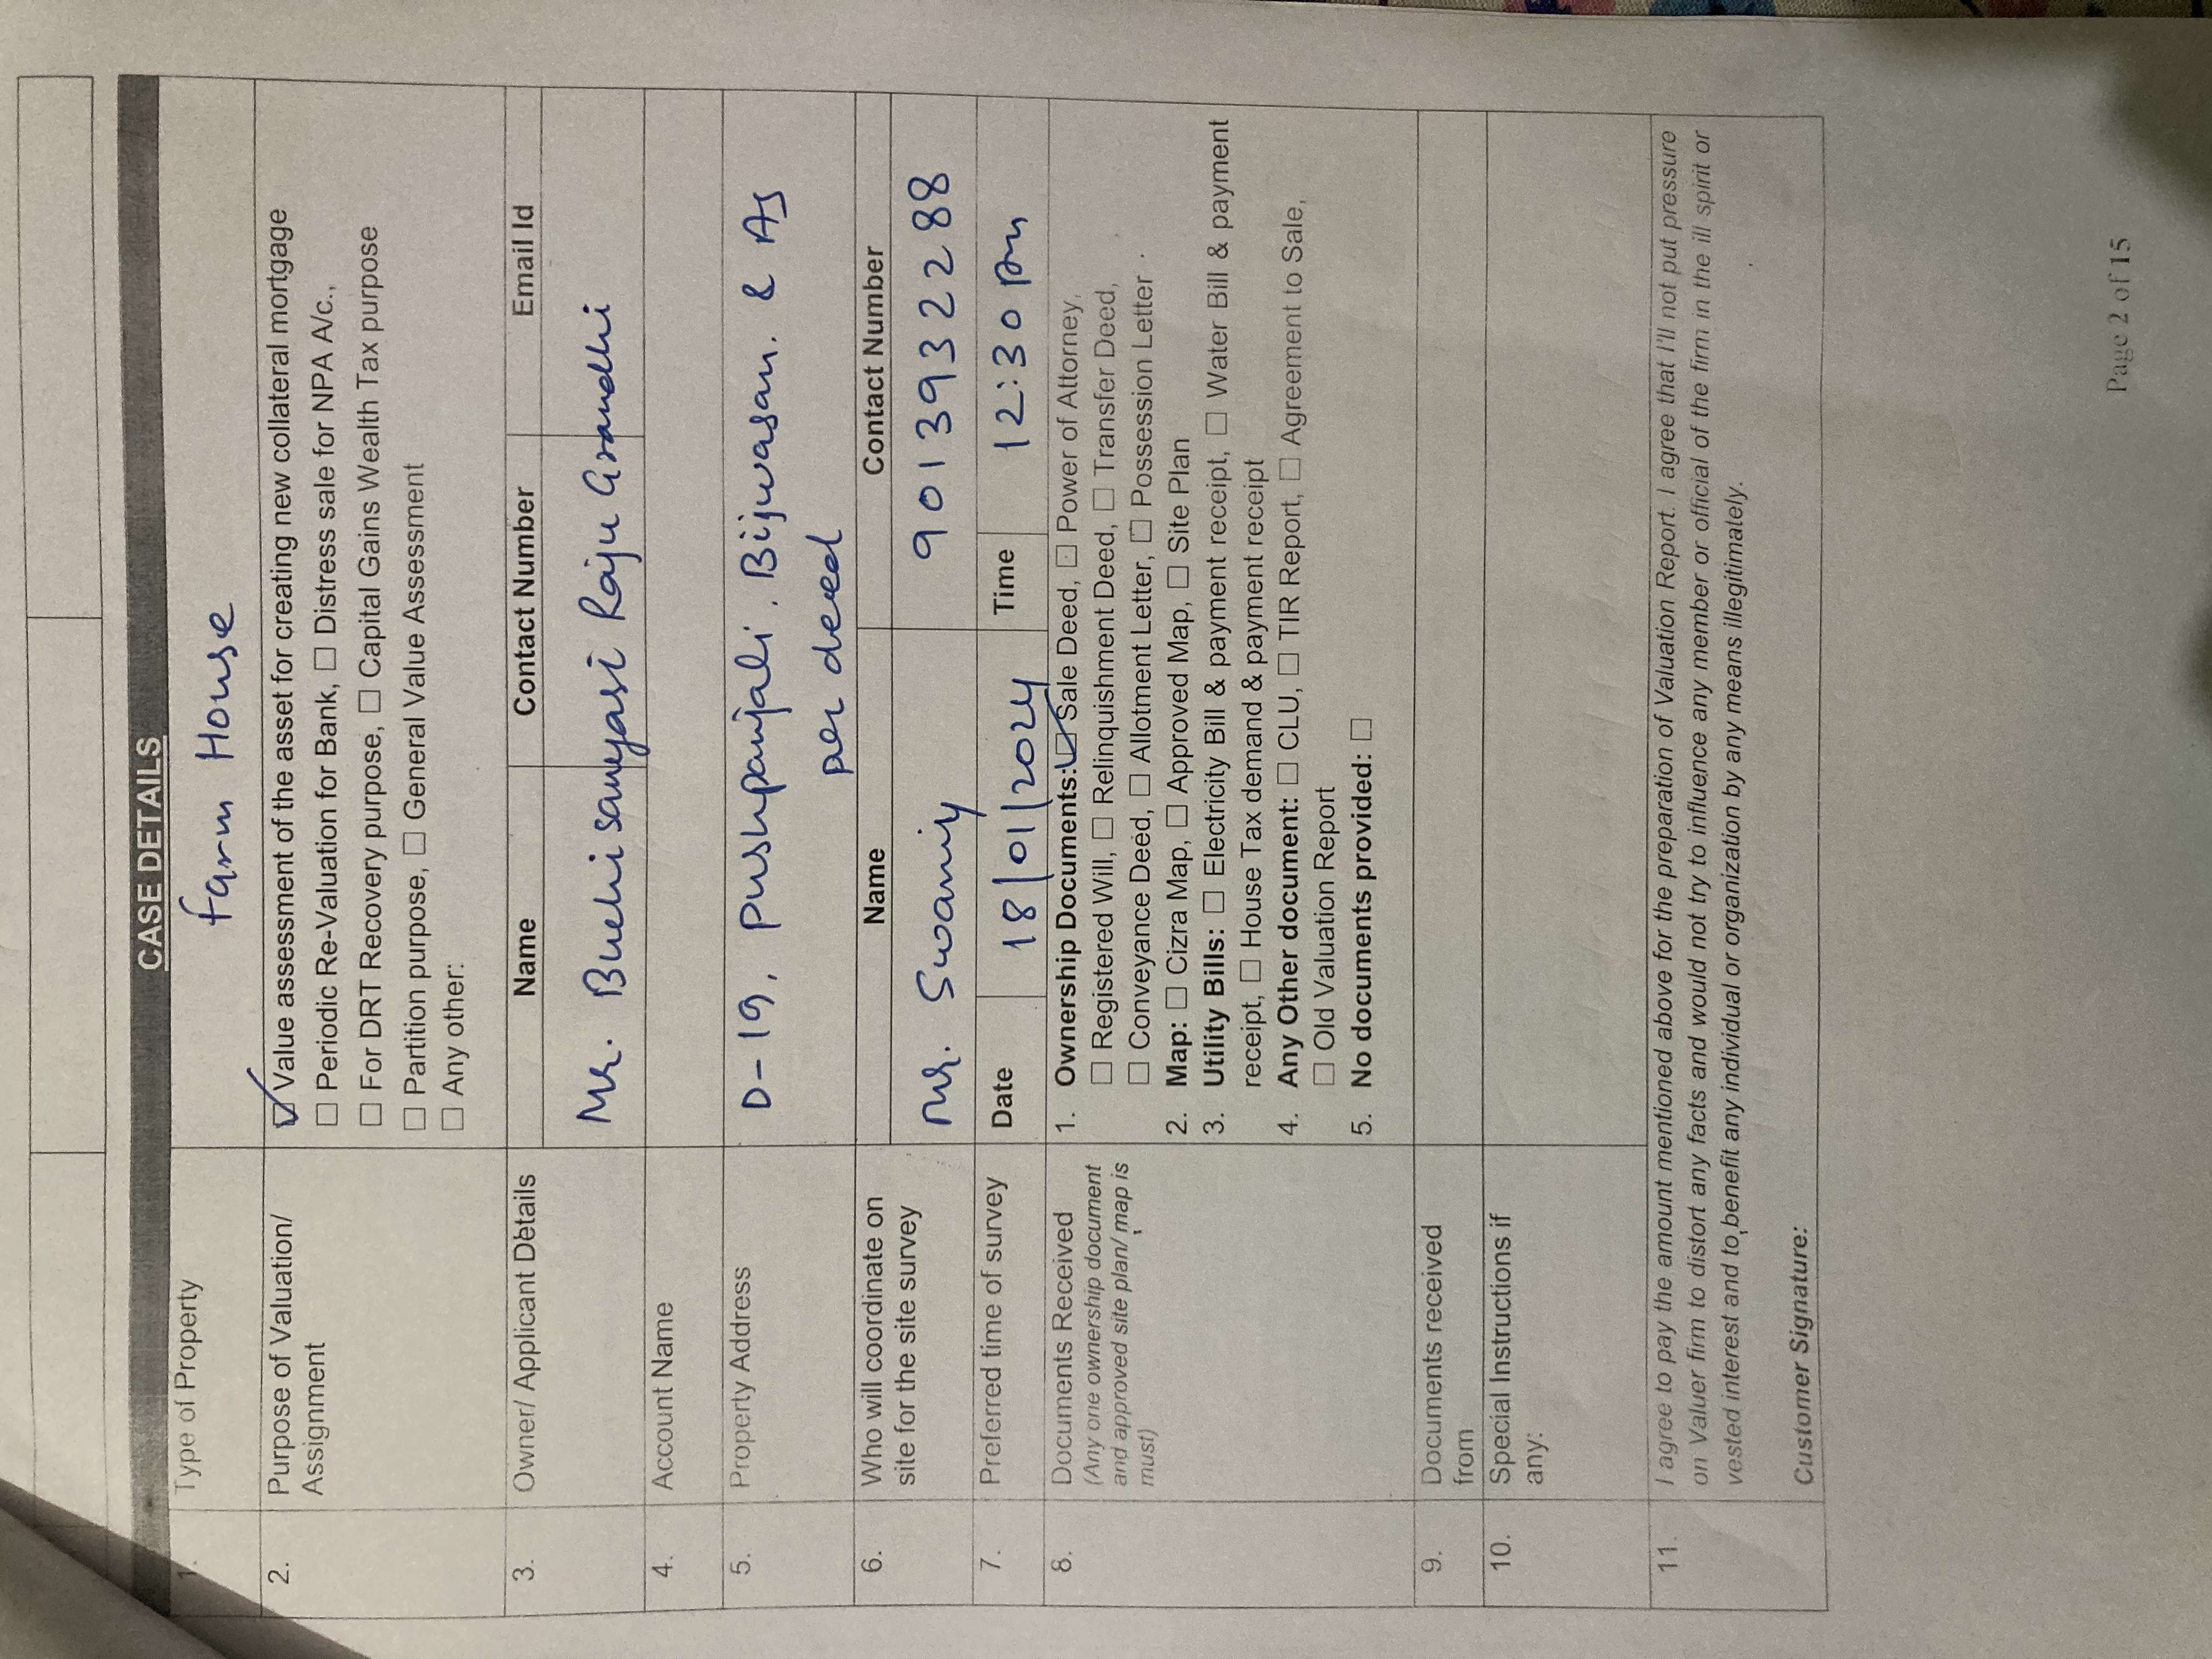 CASE DETAILS
1. Type of Property Farm House
2. Purpose of Valuation/ Assignment
☑ Value assessment of the asset for creating new collateral mortgage
☐ Periodic Re-Valuation for Bank, ☐ Distress sale for NPA A/c.,
☐ For DRT Recovery purpose, ☐ Capital Gains Wealth Tax purpose
☐ Partition purpose, ☐ General Value Assessment
☐ Any other:
3. Owner/ Applicant Details
Name Contact Number Email Id
Mr. Buchisanyasi Raju Grandhi
4. Account Name
5. Property Address
D-19, Pushpanjali. Bijwasan. & As
per deed
6. Who will coordinate on
site for the site survey
Name Contact Number
Mr. Swamy 9013932288
7. Preferred time of survey Date 18/01/2024 Time 12:30 Pm
8. Documents Received
(Any one ownership document
and approved site plan/ map is
must)
1. Ownership Documents: ☑ Sale Deed, ☐ Power of Attorney,
☐ Registered Will, ☐ Relinquishment Deed, ☐ Transfer Deed,
☐ Conveyance Deed, ☐ Allotment Letter, ☐ Possession Letter
2. Map: ☐ Cizra Map, ☐ Approved Map, ☐ Site Plan
3. Utility Bills: ☐ Electricity Bill & payment receipt, ☐ Water Bill & payment
receipt, ☐ House Tax demand & payment receipt
4. Any Other document: ☐ CLU, ☐ TIR Report, ☐ Agreement to Sale,
☐ Old Valuation Report
5. No documents provided: ☐
9. Documents received
from
10. Special Instructions if
any:
11. I agree to pay the amount mentioned above for the preparation of Valuation Report. I agree that I'll not put pressure
on Valuer firm to distort any facts and would not try to influence any member or official of the firm in the ill spirit or
vested interest and to benefit any individual or organization by any means illegitimately.
Customer Signature:
Page 2 of 15